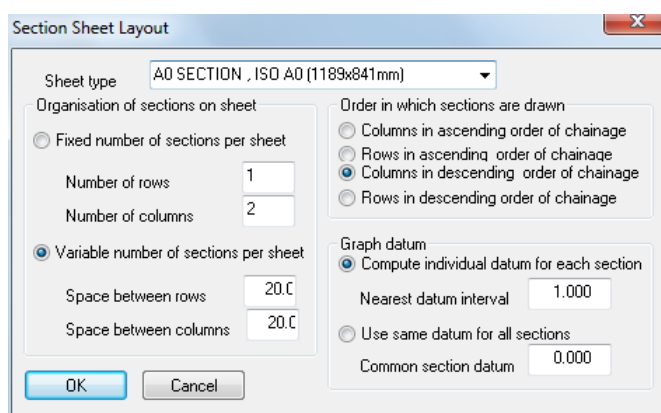 Section Sheet Layout
Sheet type
A0 SECTION , ISO A0 (1189x841mm)
Organisation of sections on sheet
Fixed number of sections per sheet
Number of rows
1
Number of columns
2
Variable number of sections per sheet
Space between rows
20.0
Space between columns
20.0
OK
Cancel
Order in which sections are drawn
Columns in ascending order of chainage
Rows in ascending order of chainage
Columns in descending order of chainage
Rows in descending order of chainage
Graph datum
Compute individual datum for each section
Nearest datum interval
1.000
Use same datum for all sections
Common section datum
0.000